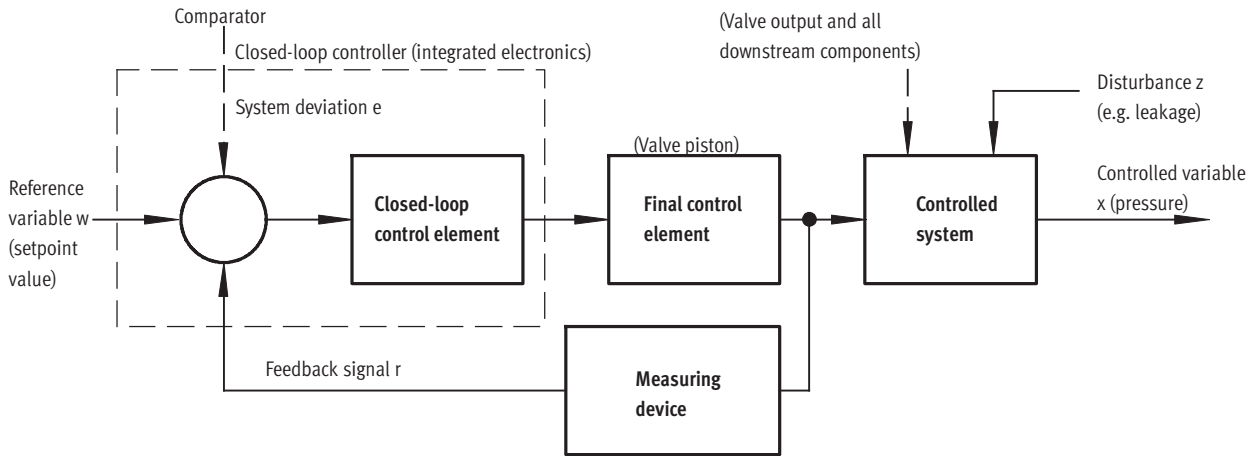 Comparator
Closed-loop controller (integrated electronics)
System deviation e
(Valve output and all
downstream components)
Disturbance z
(e.g. leakage)
(Valve piston)
Reference
variable w
(setpoint
value)
Closed-loop
control element
Final control
element
Controlled
system
Controlled variable
x (pressure)
Feedback signal r
Measuring
device